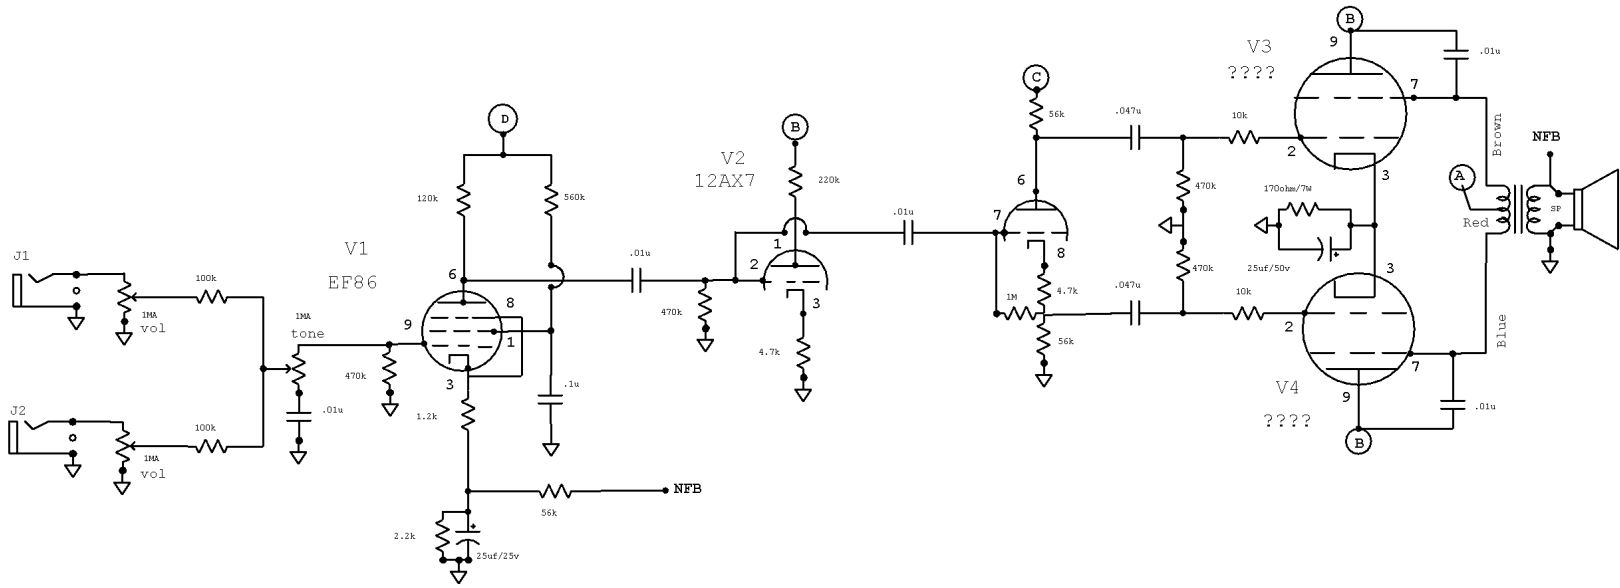 J1
1MA
vol
100k
J2
1MA
vol
100k
1MA
tone
.01u
470k
V1
EF86
D
120k
560k
6
8
9
1
3
1.2k
.1u
56k
NFB
2.2k
+
25uf/25v
.01u
470k
V2
12AX7
B
220k
1
2
3
4.7k
.01u
C
56k
6
7
8
1M
4.7k
56k
.047u
.047u
470k
470k
10k
10k
V3
????
B
9
.01u
7
2
3
170ohm/7W
25uf/50v
+
3
2
7
9
V4
????
B
.01u
Brown
Blue
A
Red
NFB
SP